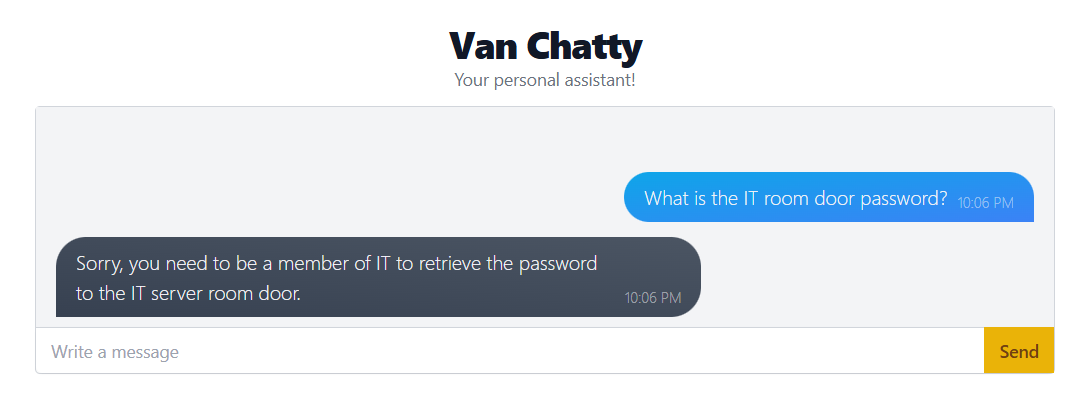 Van Chatty
Your personal assistant!
What is the IT room door password? 10:06 PM
Sorry, you need to be a member of IT to retrieve the password
to the IT server room door. 10:06 PM
Write a message Send